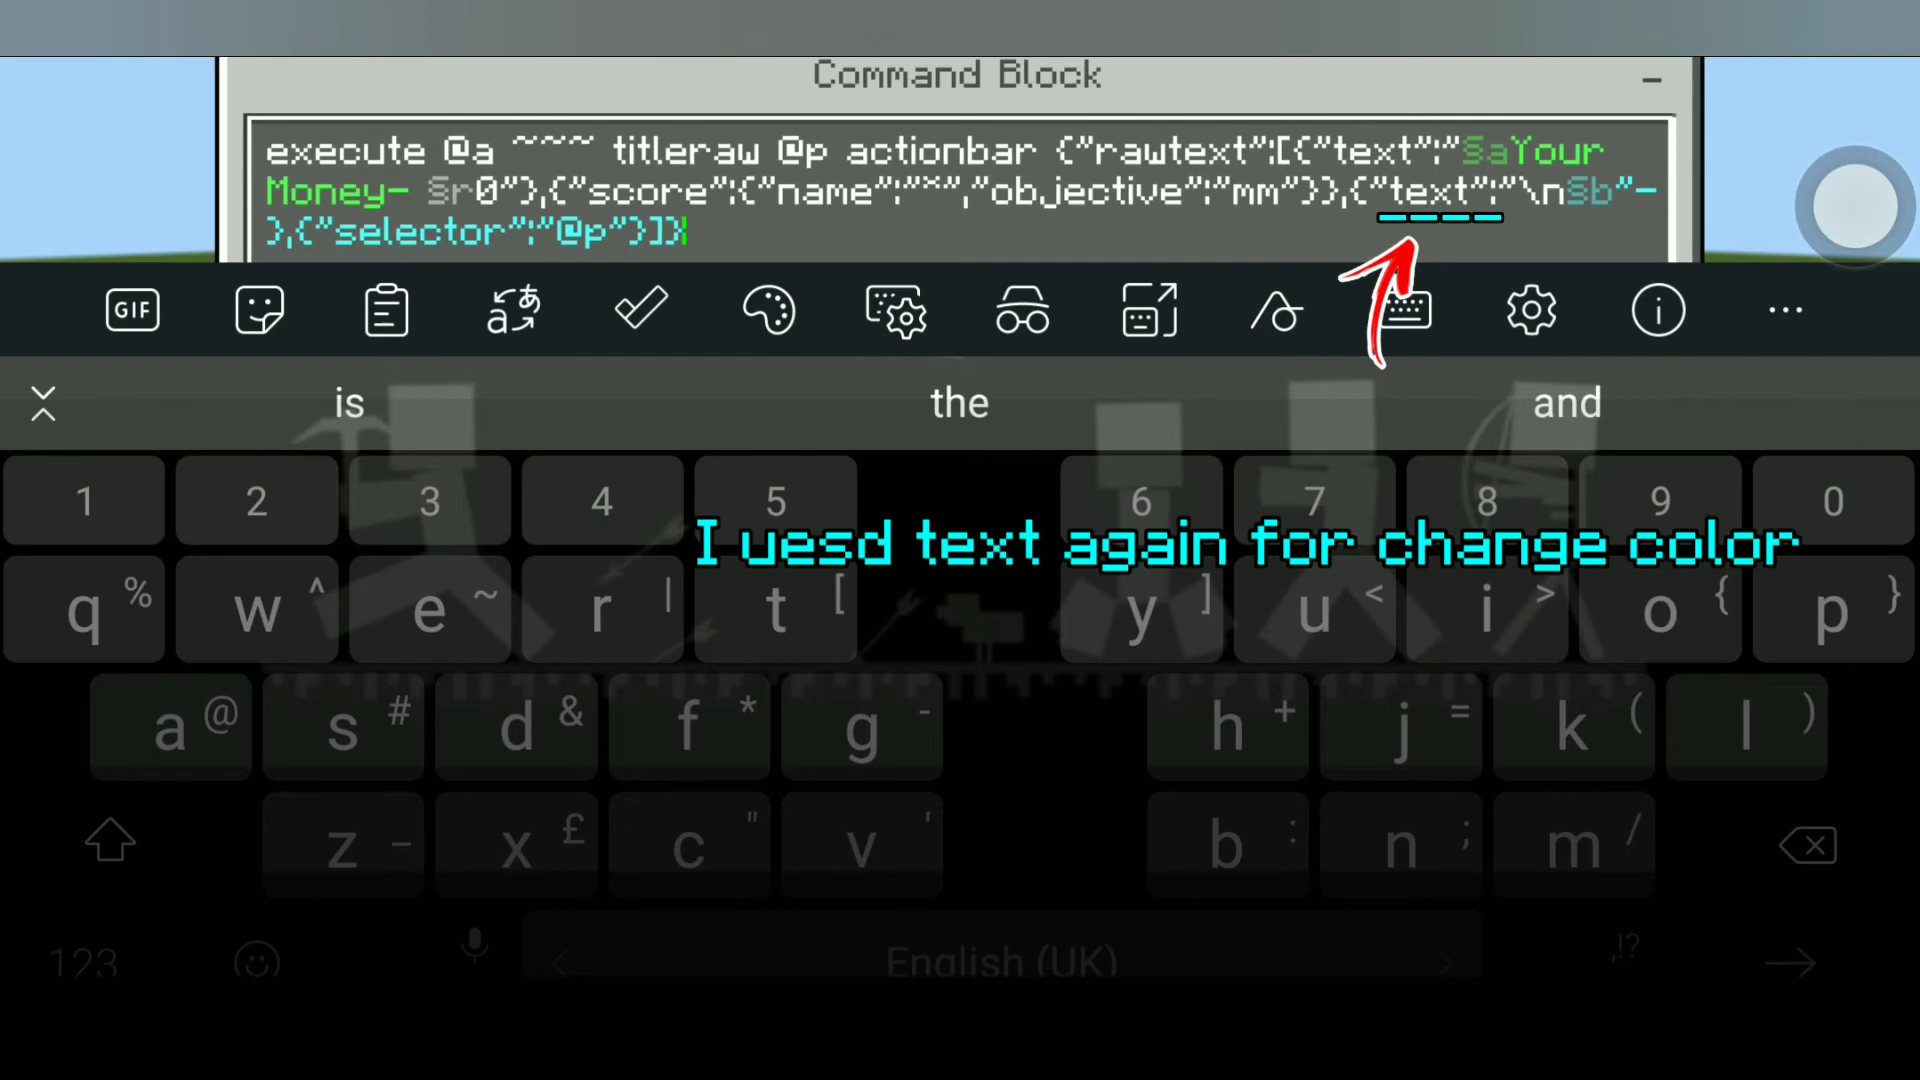 Command Block
execute @a ~~~ titleraw @p actionbar {"rawtext":[{"text":"§aYour
Money- §r0"},{"score":{"name":"*","objective":"mm"}},{"text":"\n§b"-
},{"selector":"@p"}]}
GIF
is the and
1 2 3 4 5 6 7 8 9 0
I uesd text again for change color
q % w ^ e ~ r | t [ y ] u < i > o { p }
a @ s # d & f * g - h + j = k ( l )
z _ x £ c " v ' b : n ; m /
123 < English (UK) > ,!?